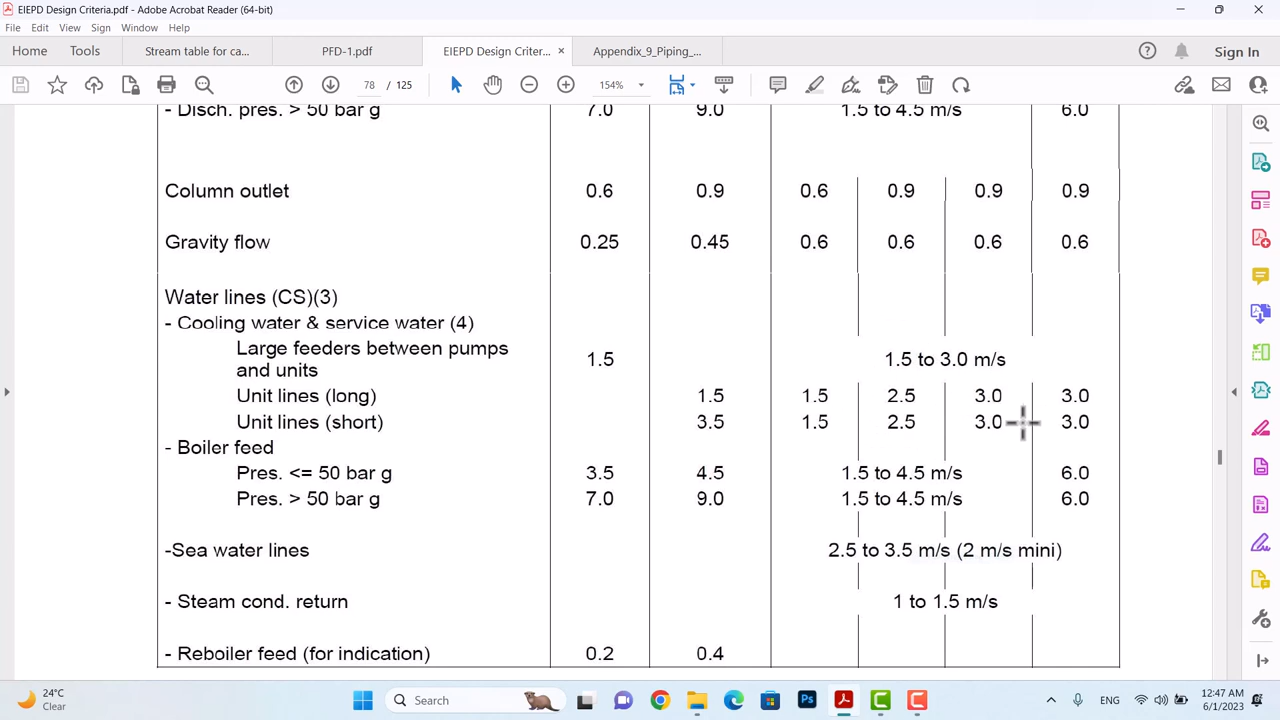 EIEPD Design Criteria.pdf - Adobe Acrobat Reader (64-bit)
File Edit View Sign Window Help
Home Tools Stream table for ca... PFD-1.pdf EIEPD Design Criter... × Appendix_9_Piping_... Sign In
78 / 125 154%
- Disch. pres. > 50 bar g 7.0 9.0 1.5 to 4.5 m/s 6.0
Column outlet 0.6 0.9 0.6 0.9 0.9 0.9
Gravity flow 0.25 0.45 0.6 0.6 0.6 0.6
Water lines (CS)(3)
- Cooling water & service water (4)
Large feeders between pumps
and units 1.5 1.5 to 3.0 m/s
Unit lines (long) 1.5 1.5 2.5 3.0 3.0
Unit lines (short) 3.5 1.5 2.5 3.0 3.0
- Boiler feed
Pres. <= 50 bar g 3.5 4.5 1.5 to 4.5 m/s 6.0
Pres. > 50 bar g 7.0 9.0 1.5 to 4.5 m/s 6.0
-Sea water lines 2.5 to 3.5 m/s (2 m/s mini)
- Steam cond. return 1 to 1.5 m/s
- Reboiler feed (for indication) 0.2 0.4
24°C
Clear
Search
Ps
ENG
12:47 AM
6/1/2023